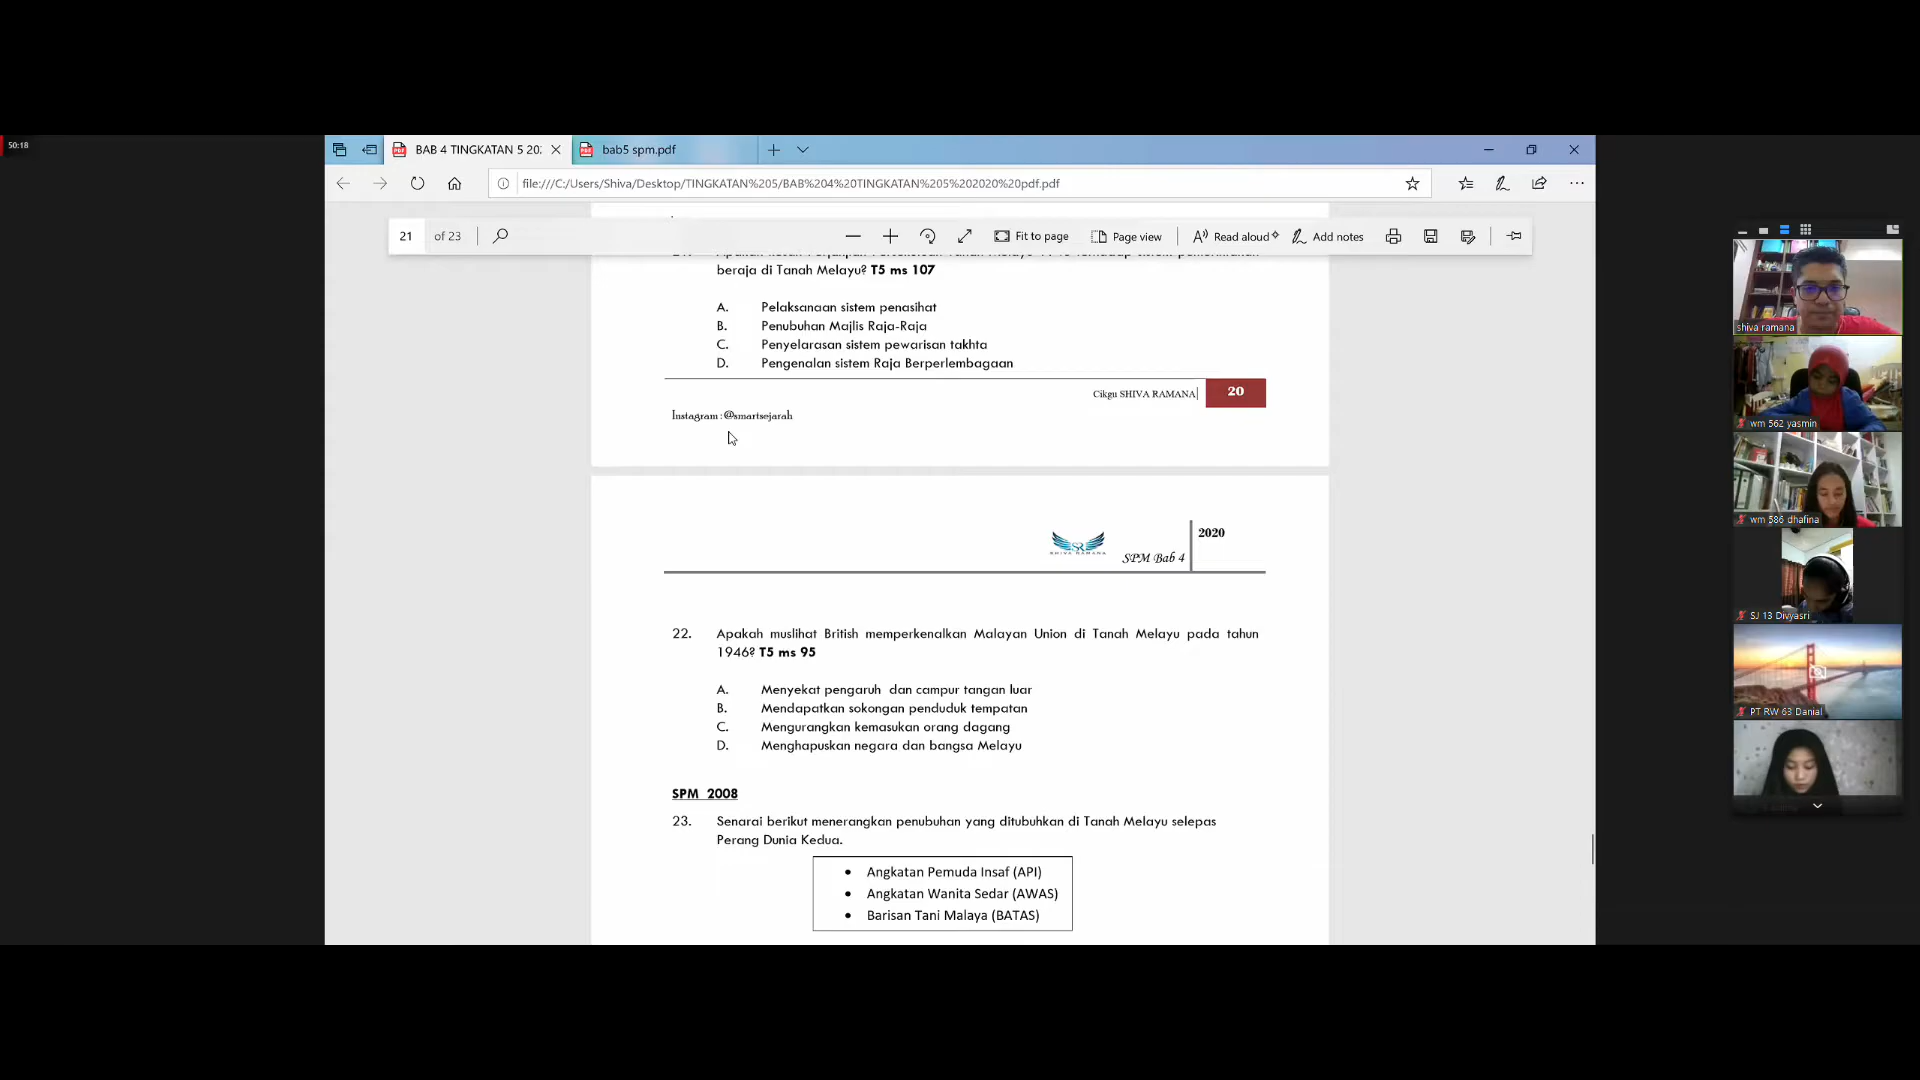 50:18
BAB 4 TINGKATAN 5 20:
bab5 spm.pdf
file:///C:/Users/Shiva/Desktop/TINGKATAN%205/BAB%204%20TINGKATAN%205%202020%20pdf.pdf
21 of 23
Fit to page
Page view
Read aloud
Add notes
beraja di Tanah Melayu? T5 ms 107
A. Pelaksanaan sistem penasihat
B. Penubuhan Majlis Raja-Raja
C. Penyelarasan sistem pewarisan takhta
D. Pengenalan sistem Raja Berperlembagaan
Cikgu SHIVA RAMANA| 20
Instagram : @smartsejarah
SR
SHIVA RAMANA
SPM Bab 4
2020
22. Apakah muslihat British memperkenalkan Malayan Union di Tanah Melayu pada tahun
1946? T5 ms 95
A. Menyekat pengaruh dan campur tangan luar
B. Mendapatkan sokongan penduduk tempatan
C. Mengurangkan kemasukan orang dagang
D. Menghapuskan negara dan bangsa Melayu
SPM 2008
23. Senarai berikut menerangkan penubuhan yang ditubuhkan di Tanah Melayu selepas
Perang Dunia Kedua.
• Angkatan Pemuda Insaf (API)
• Angkatan Wanita Sedar (AWAS)
• Barisan Tani Malaya (BATAS)
shiva ramana
wm 562 yasmin
wm 586 dhafina
SJ 13 Divyasri
PT RW 63 Danial